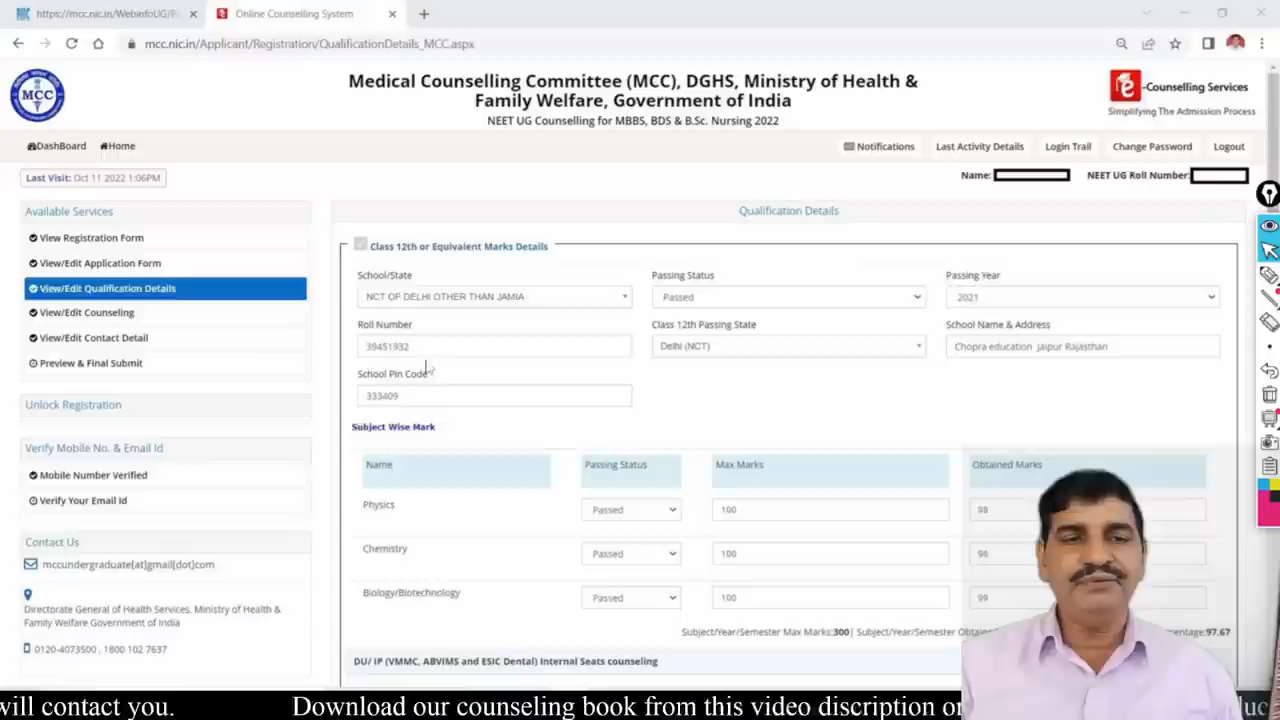 https://mcc.nic.in/WebinfoUG/P
Online Counselling System
mcc.nic.in/Applicant/Registration/QualificationDetails_MCC.aspx
MCC
Medical Counselling Committee (MCC), DGHS, Ministry of Health &
Family Welfare, Government of India
NEET UG Counselling for MBBS, BDS & B.Sc. Nursing 2022
e-Counselling Services
Simplifying The Admission Process
DashBoard Home
Notifications Last Activity Details Login Trail Change Password Logout
Last Visit: Oct 11 2022 1:06PM
Name: NEET UG Roll Number:
Available Services
View Registration Form
View/Edit Application Form
View/Edit Qualification Details
View/Edit Counseling
View/Edit Contact Detail
Preview & Final Submit
Unlock Registration
Verify Mobile No. & Email Id
Mobile Number Verified
Verify Your Email Id
Contact Us
mccundergraduate[at]gmail[dot]com
Directorate General of Health Services. Ministry of Health &
Family Welfare Government of India
0120-4073500 , 1800 102 7637
Qualification Details
Class 12th or Equivalent Marks Details
School/State Passing Status Passing Year
NCT OF DELHI OTHER THAN JAMIA Passed 2021
Roll Number Class 12th Passing State School Name & Address
39451932 Delhi (NCT) Chopra education jaipur Rajasthan
School Pin Code
333409
Subject Wise Mark
Name Passing Status Max Marks Obtained Marks
Physics Passed 100 98
Chemistry Passed 100 96
Biology/Biotechnology Passed 100 99
Subject/Year/Semester Max Marks:300| Subject/Year/Semester entage:97.67
DU/ IP (VMMC, ABVIMS and ESIC Dental) Internal Seats counseling
will contact you. Download our counseling book from this video discription